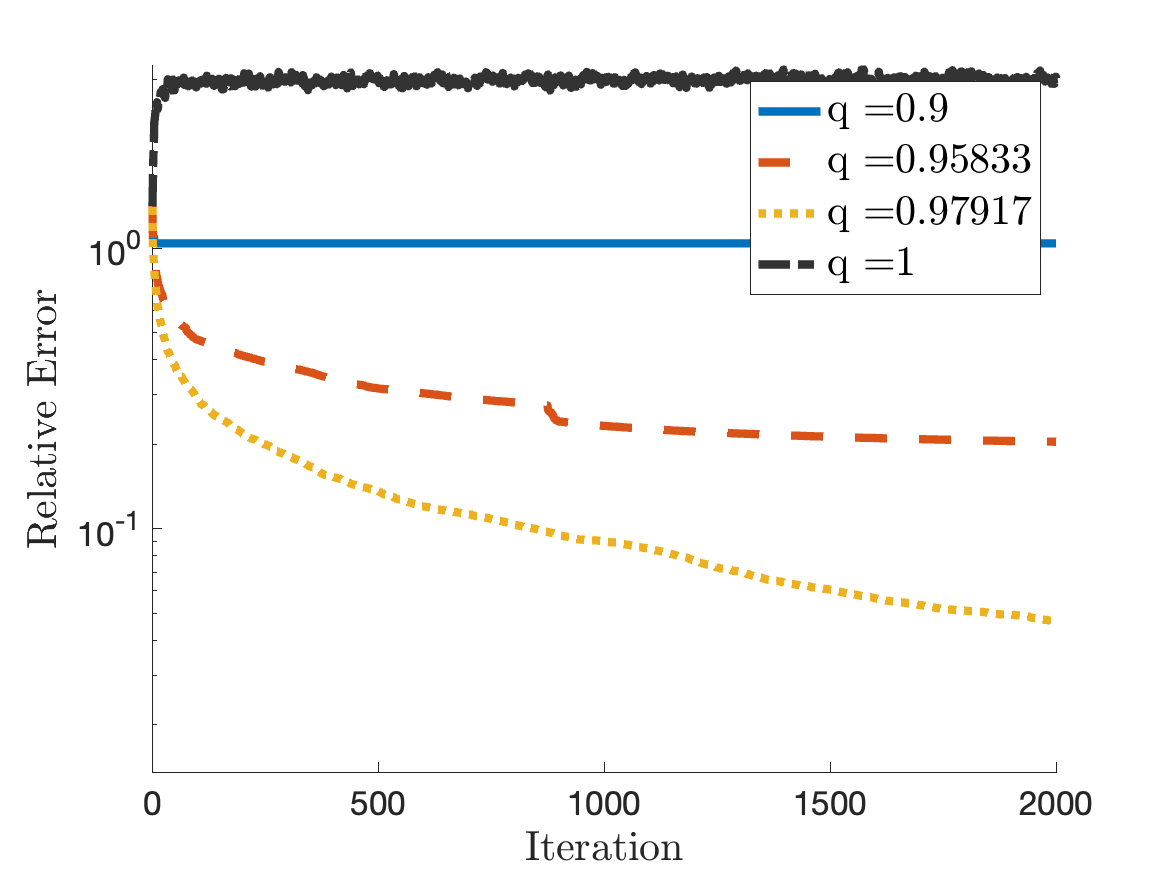 q =0.9
q =0.95833
q =0.97917
q =1
10^0
10^-1
Relative Error
0 500 1000 1500 2000
Iteration